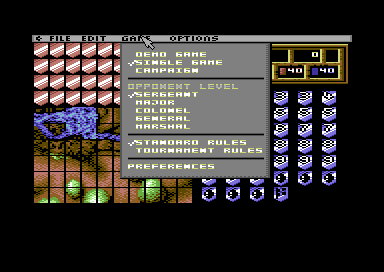 FILE EDIT GAME OPTIONS
DEMO GAME
SINGLE GAME
CAMPAIGN
OPPONENT LEVEL
SERGEANT
MAJOR
COLONEL
GENERAL
MARSHAL
STANDARD RULES
TOURNAMENT RULES
PREFERENCES
0
40 40